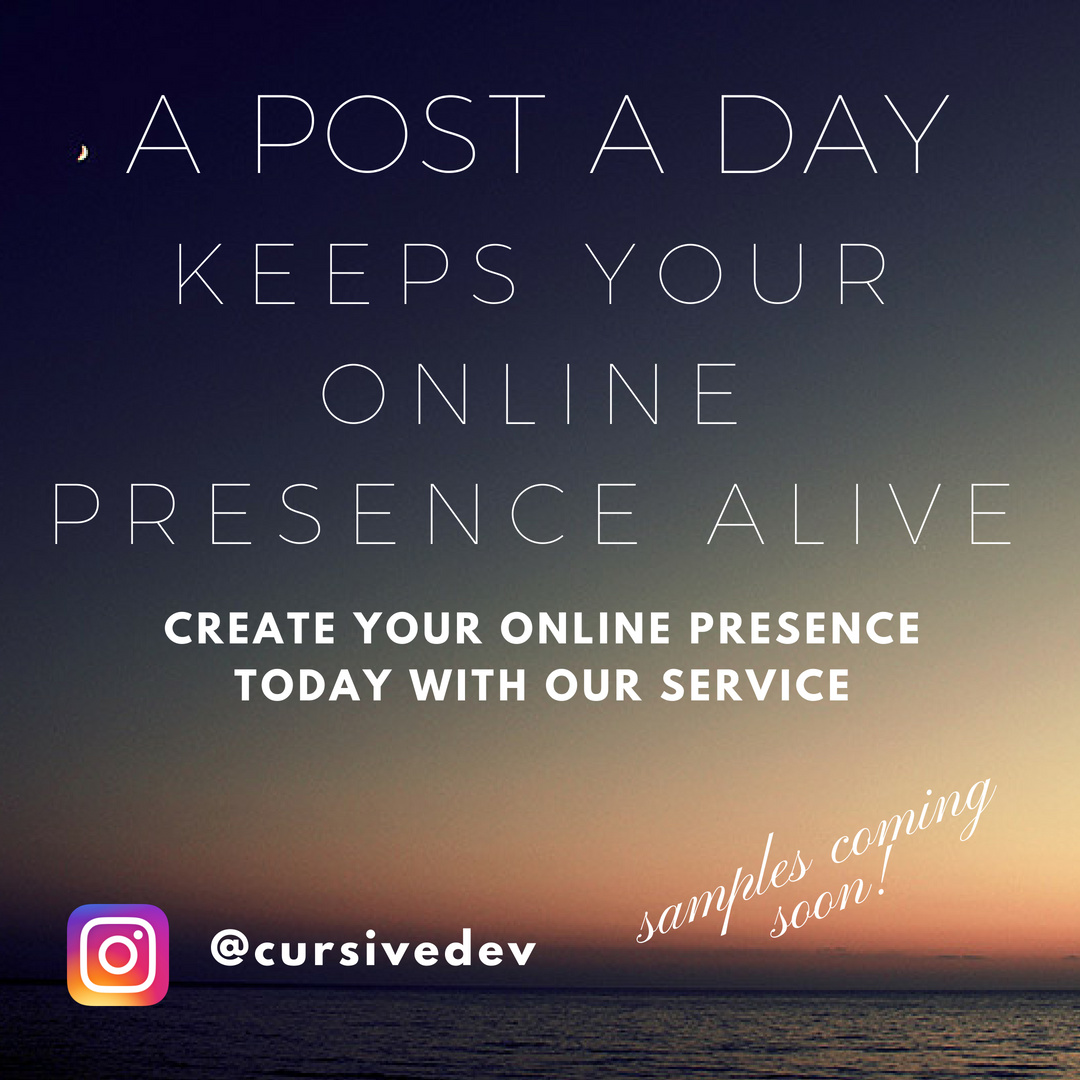 A POST A DAY
KEEPS YOUR
ONLINE
PRESENCE ALIVE
CREATE YOUR ONLINE PRESENCE
TODAY WITH OUR SERVICE
samples coming
soon!
@cursivedev